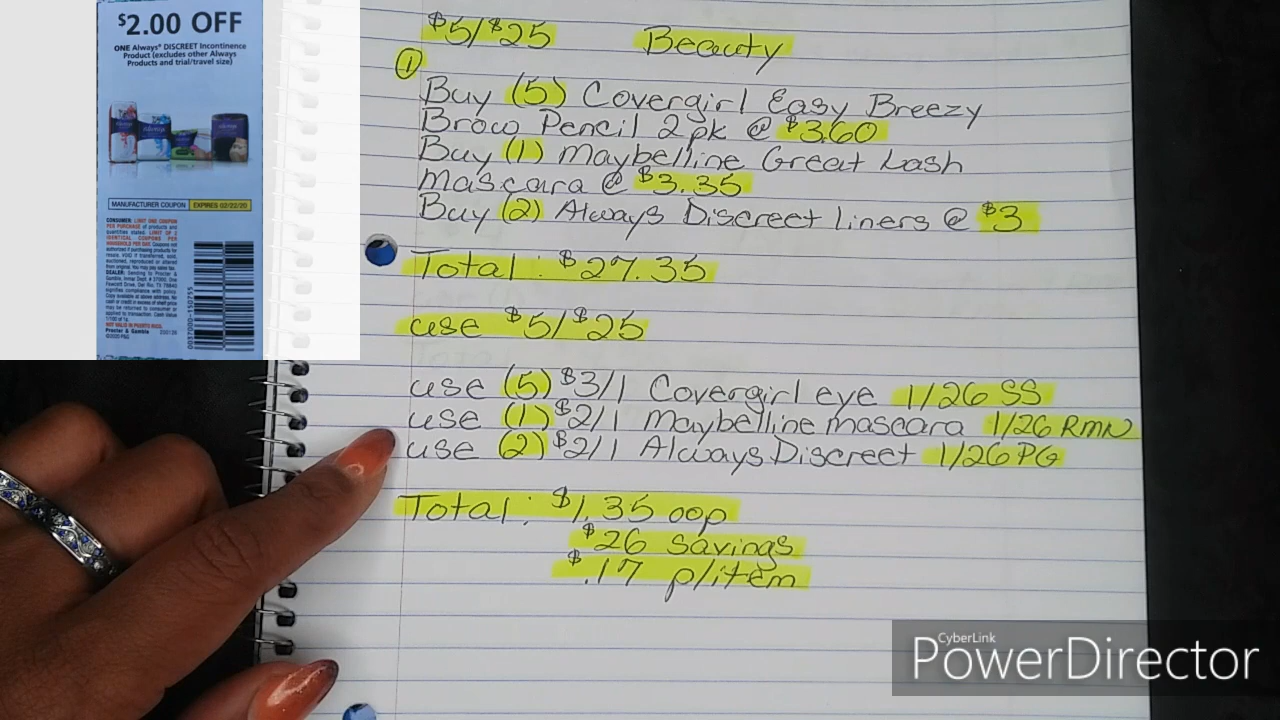 $2.00 OFF
ONE Always® DISCREET Incontinence
Product (excludes other Always
Products and trial/travel size)
MANUFACTURER COUPON EXPIRES 02/22/20
$5/$25 Beauty
1
Buy (5) Covergirl Easy Breezy
Brow Pencil 2pk @ $3.60
Buy (1) Maybelline Great Lash
Mascara @ $3.35
Buy (2) Always Discreet Liners @ $3
Total: $27.35
use $5/$25
use (5) $3/1 Covergirl eye 1/26 SS
use (1) $2/1 Maybelline mascara 1/26 RMN
use (2) $2/1 Always Discreet 1/26 PG
Total: $1.35 oop
$26 savings
$.17 p/item
CyberLink
PowerDirector